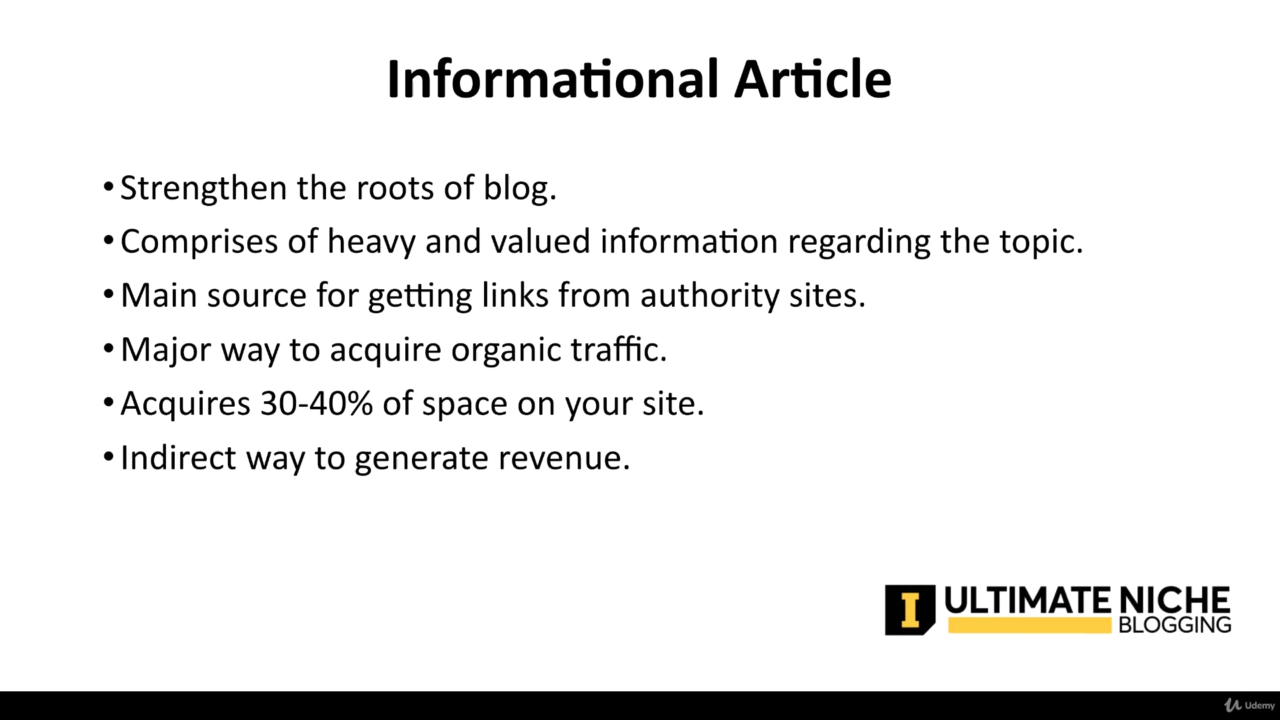 Informational Article
•Strengthen the roots of blog.
•Comprises of heavy and valued information regarding the topic.
•Main source for getting links from authority sites.
•Major way to acquire organic traffic.
•Acquires 30-40% of space on your site.
•Indirect way to generate revenue.
I ULTIMATE NICHE
BLOGGING
Udemy